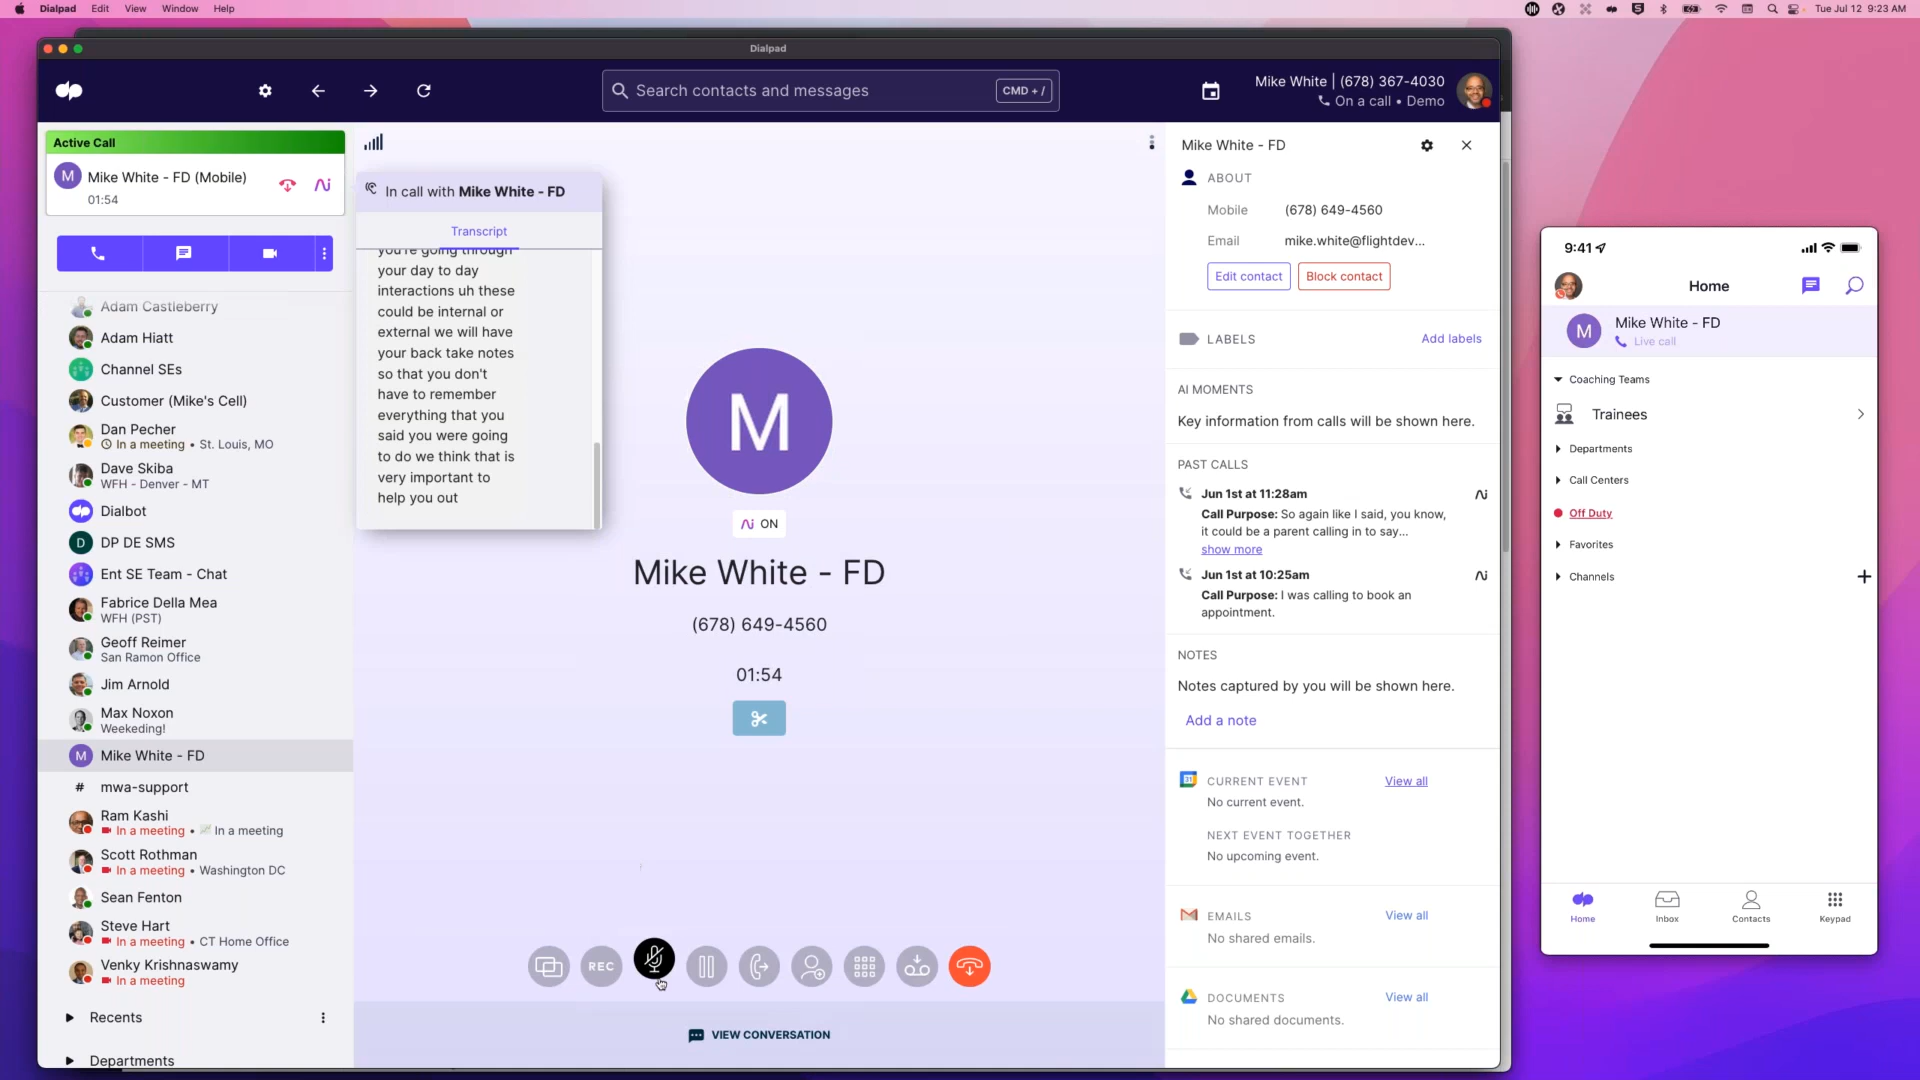 Dialpad Edit View Window Help
Tue Jul 12 9:23 AM
Dialpad
Search contacts and messages
CMD + /
Mike White | (678) 367-4030
On a call • Demo
Active Call
M
Mike White - FD (Mobile)
01:54
Adam Castleberry
Adam Hiatt
Channel SEs
Customer (Mike's Cell)
Dan Pecher
In a meeting • St. Louis, MO
Dave Skiba
WFH - Denver - MT
Dialbot
D
DP DE SMS
Ent SE Team - Chat
Fabrice Della Mea
WFH (PST)
Geoff Reimer
San Ramon Office
Jim Arnold
Max Noxon
Weekeding!
M
Mike White - FD
# mwa-support
Ram Kashi
In a meeting • In a meeting
Scott Rothman
In a meeting • Washington DC
Sean Fenton
Steve Hart
In a meeting • CT Home Office
Venky Krishnaswamy
In a meeting
Recents
Departments
In call with Mike White - FD
Transcript
you're going through
your day to day
interactions uh these
could be internal or
external we will have
your back take notes
so that you don't
have to remember
everything that you
said you were going
to do we think that is
very important to
help you out
M
ON
Mike White - FD
(678) 649-4560
01:54
REC
VIEW CONVERSATION
Mike White - FD
ABOUT
Mobile (678) 649-4560
Email mike.white@flightdev...
Edit contact
Block contact
LABELS
Add labels
AI MOMENTS
Key information from calls will be shown here.
PAST CALLS
Jun 1st at 11:28am
Call Purpose: So again like I said, you know,
it could be a parent calling in to say...
show more
Jun 1st at 10:25am
Call Purpose: I was calling to book an
appointment.
NOTES
Notes captured by you will be shown here.
Add a note
31
CURRENT EVENT
View all
No current event.
NEXT EVENT TOGETHER
No upcoming event.
EMAILS
View all
No shared emails.
DOCUMENTS
View all
No shared documents.
9:41
Home
M
Mike White - FD
Live call
Coaching Teams
Trainees
Departments
Call Centers
Off Duty
Favorites
Channels
Home
Inbox
Contacts
Keypad